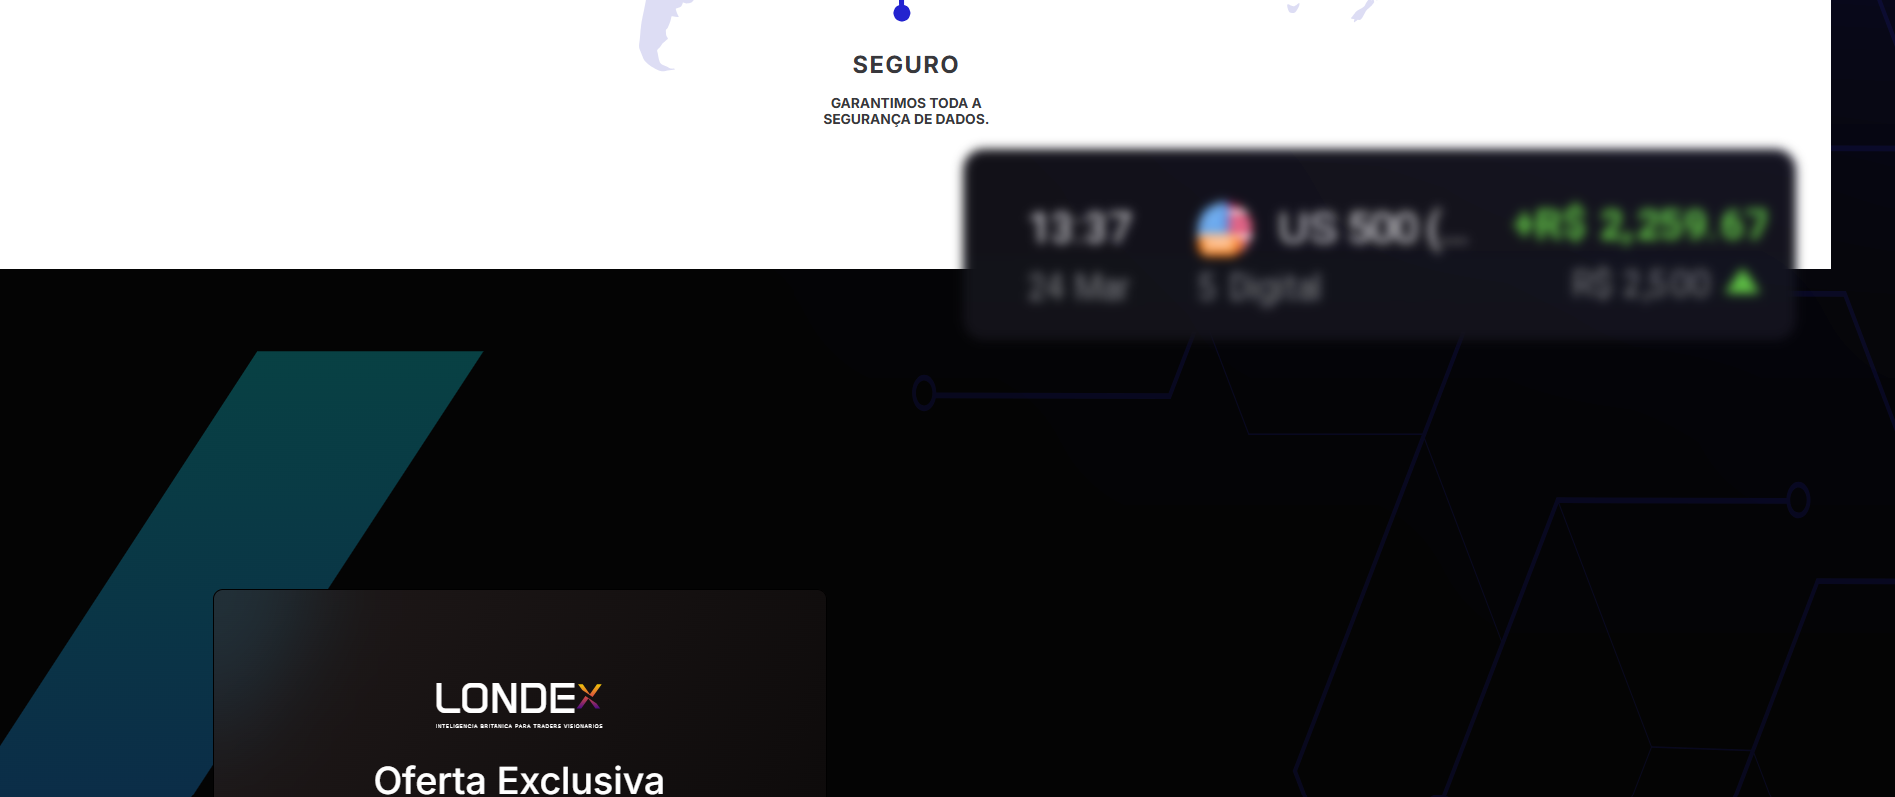 SEGURO
GARANTIMOS TODA A
SEGURANÇA DE DADOS.
13:37
US 500 (...
+R$ 2,259.67
24 Mar
5 Digital
R$ 2,500
LONDEX
INTELIGENCIA BRITANICA PARA TRADERS VISIONARIOS
Oferta Exclusiva